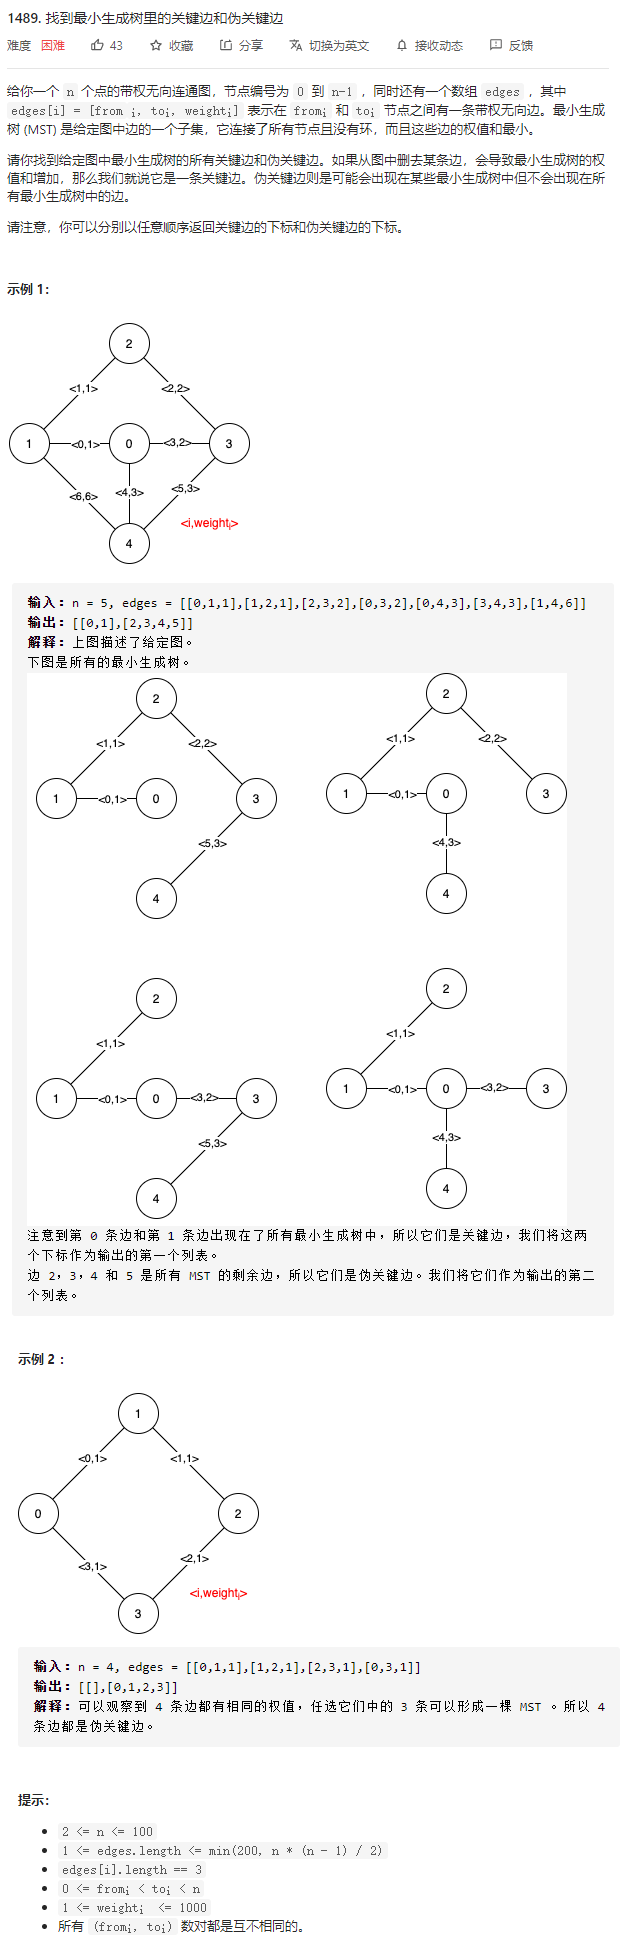 1489. 找到最小生成树里的关键边和伪关键边
难度 困难 43 收藏 分享 切换为英文 接收动态 反馈
给你一个 n 个点的带权无向连通图，节点编号为 0 到 n-1 ，同时还有一个数组 edges ，其中
edges[i] = [from i, toi, weighti] 表示在 fromi 和 toi 节点之间有一条带权无向边。最小生成
树 (MST) 是给定图中边的一个子集，它连接了所有节点且没有环，而且这些边的权值和最小。
请你找到给定图中最小生成树的所有关键边和伪关键边。如果从图中删去某条边，会导致最小生成树的权
值和增加，那么我们就说它是一条关键边。伪关键边则是可能会出现在某些最小生成树中但不会出现在所
有最小生成树中的边。
请注意，你可以分别以任意顺序返回关键边的下标和伪关键边的下标。
示例 1：
2
<1,1> <2,2>
1 <0,1> 0 <3,2> 3
<6,6> <4,3> <5,3>
<i,weighti>
4
输入：n = 5, edges = [[0,1,1],[1,2,1],[2,3,2],[0,3,2],[0,4,3],[3,4,3],[1,4,6]]
输出：[[0,1],[2,3,4,5]]
解释：上图描述了给定图。
下图是所有的最小生成树。
2 2
<1,1> <2,2> <1,1> <2,2>
1 <0,1> 0 3 1 <0,1> 0 3
<5,3> <4,3>
4 4
2 2
<1,1> <1,1>
1 <0,1> 0 <3,2> 3 1 <0,1> 0 <3,2> 3
<5,3> <4,3>
4 4
注意到第 0 条边和第 1 条边出现在了所有最小生成树中，所以它们是关键边，我们将这两
个下标作为输出的第一个列表。
边 2，3，4 和 5 是所有 MST 的剩余边，所以它们是伪关键边。我们将它们作为输出的第二
个列表。
示例 2 ：
1
<0,1> <1,1>
0 2
<3,1> <2,1>
<i,weighti>
3
输入：n = 4, edges = [[0,1,1],[1,2,1],[2,3,1],[0,3,1]]
输出：[[],[0,1,2,3]]
解释：可以观察到 4 条边都有相同的权值，任选它们中的 3 条可以形成一棵 MST 。所以 4
条边都是伪关键边。
提示：
• 2 <= n <= 100
• 1 <= edges.length <= min(200, n * (n - 1) / 2)
• edges[i].length == 3
• 0 <= fromi < toi < n
• 1 <= weighti <= 1000
• 所有 (fromi, toi) 数对都是互不相同的。